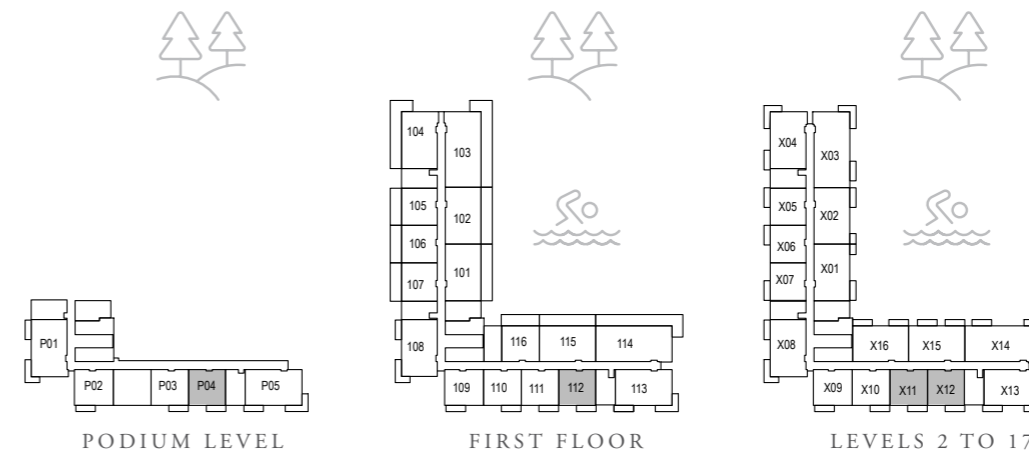 P01
P02
P03
P04
P05
PODIUM LEVEL
104
103
105
102
106
101
107
108
116
115
114
109
110
111
112
113
FIRST FLOOR
X04
X03
X05
X02
X06
X01
X07
X08
X16
X15
X14
X09
X10
X11
X12
X13
LEVELS 2 TO 17